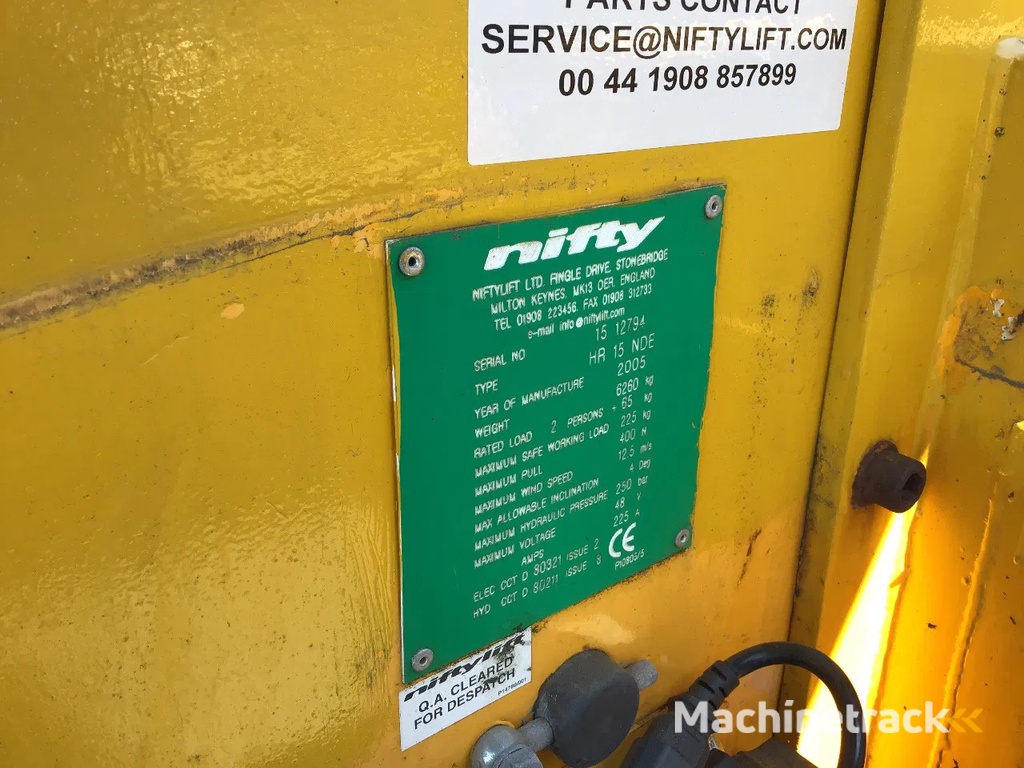 PARTS CONTACT
SERVICE@NIFTYLIFT.COM
00 44 1908 857899
nifty
NIFTYLIFT LTD. FINGLE DRIVE, STONEBRIDGE
MILTON KEYNES. MK13 OER. ENGLAND
TEL 01908 223456. FAX 01908 312733
e-mail info@niftylift.com
SERIAL NO 15 12794
TYPE HR 15 NDE
YEAR OF MANUFACTURE 2005
WEIGHT 6260 kg
RATED LOAD 2 PERSONS + 65 kg
MAXIMUM SAFE WORKING LOAD 225 kg
MAXIMUM PULL 400 N
MAXIMUM WIND SPEED 12.5 m/s
MAX ALLOWABLE INCLINATION 4 Deg
MAXIMUM HYDRAULIC PRESSURE 250 bar
MAXIMUM VOLTAGE 48 V
AMPS 225 A
ELEC CCT D 80321 ISSUE 2 CE
HYD CCT D 80211 ISSUE 8 P10803/5
niftylift
Q.A. CLEARED
FOR DESPATCH
P14780/001
Machinetrack